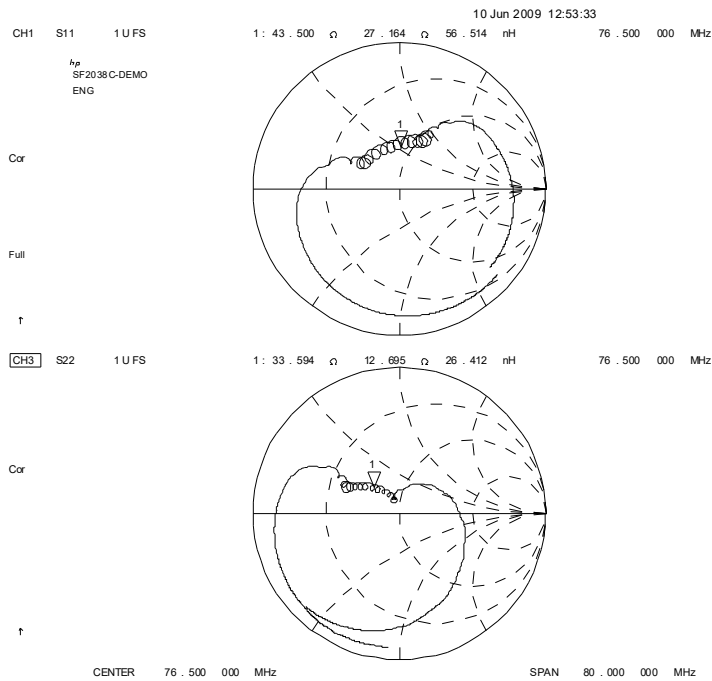 10 Jun 2009 12:53:33
CH1 S11 1 U FS 1: 43.500 Ω 27.164 Ω 56.514 nH 76.500 000 MHz
hp
SF2038C-DEMO
ENG
1
Cor
Full
↑
CH3 S22 1 U FS 1: 33.594 Ω 12.695 Ω 26.412 nH 76.500 000 MHz
1
Cor
↑
CENTER 76.500 000 MHz SPAN 80.000 000 MHz